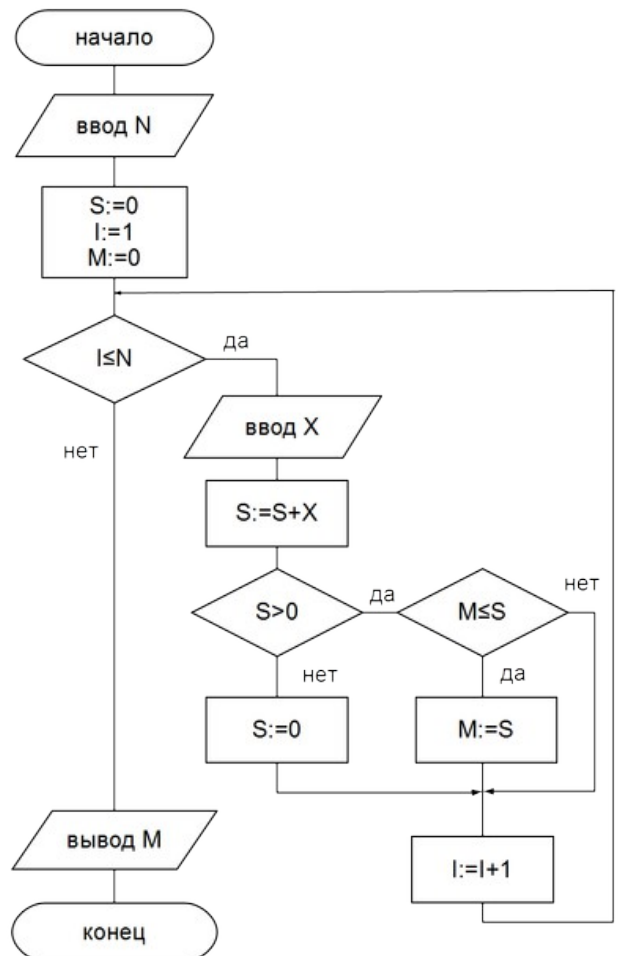 начало
ввод N
S:=0
I:=1
M:=0
I≤N
да
нет
ввод X
S:=S+X
S>0
да
M≤S
нет
нет
да
S:=0
M:=S
I:=I+1
вывод M
конец